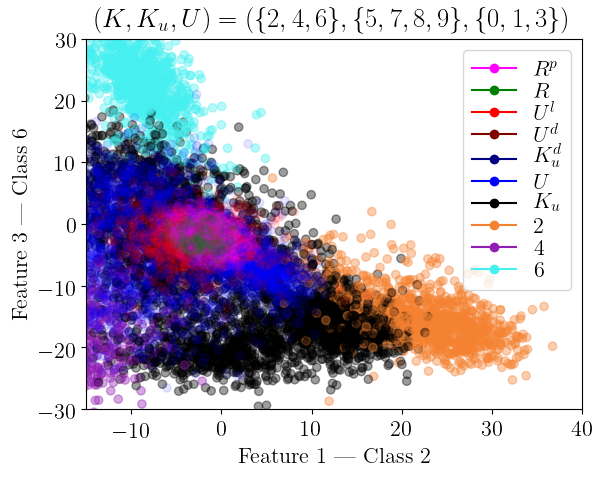 (K, K_u, U) = ({2, 4, 6}, {5, 7, 8, 9}, {0, 1, 3})
30
20
10
0
−10
−20
−30
Feature 3 — Class 6
R^p
R
U^l
U^d
K_u^d
U
K_u
2
4
6
−10
0
10
20
30
40
Feature 1 — Class 2